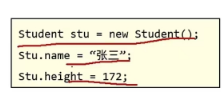 Student stu = new Student();
Stu.name = “张三”;
Stu.height = 172;